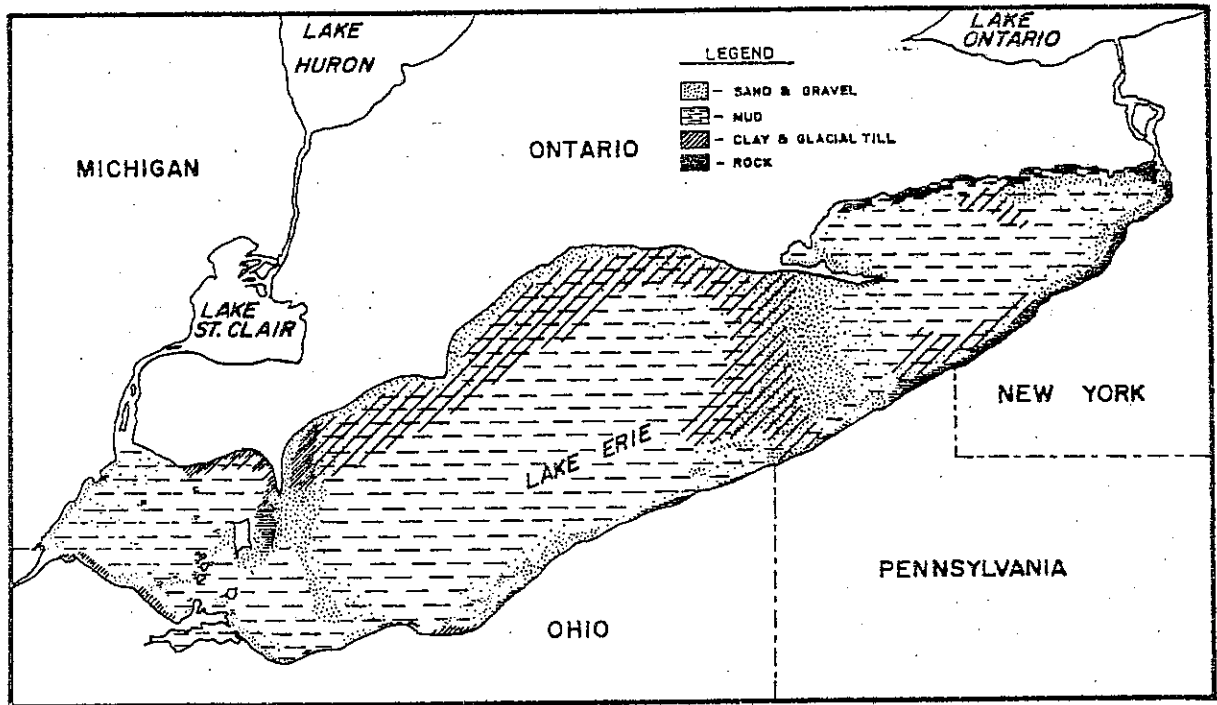 LAKE
HURON
LAKE
ONTARIO
LEGEND
- SAND & GRAVEL
- MUD
- CLAY & GLACIAL TILL
- ROCK
MICHIGAN
ONTARIO
LAKE
ST. CLAIR
NEW YORK
LAKE ERIE
PENNSYLVANIA
OHIO